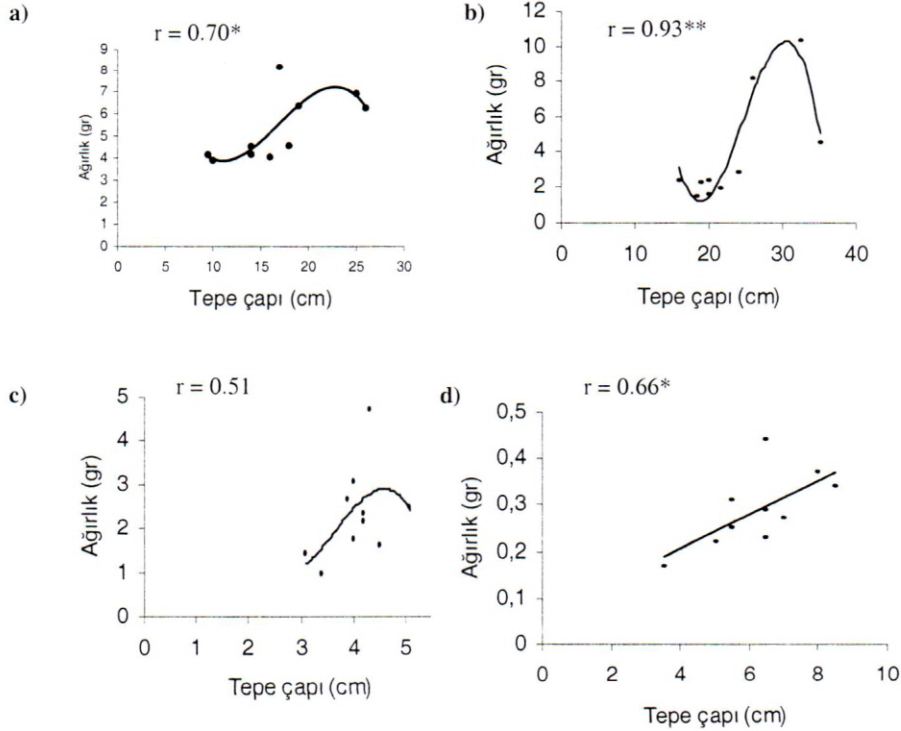 a)
r = 0.70*
Ağırlık (gr)
9
8
7
6
5
4
3
2
1
0
0 5 10 15 20 25 30
Tepe çapı (cm)
b)
r = 0.93**
Ağırlık (gr)
12
10
8
6
4
2
0
0 10 20 30 40
Tepe çapı (cm)
c)
r = 0.51
Ağırlık (gr)
5
4
3
2
1
0
0 1 2 3 4 5
Tepe çapı (cm)
d)
r = 0.66*
Ağırlık (gr)
0,5
0,4
0,3
0,2
0,1
0
0 2 4 6 8 10
Tepe çapı (cm)